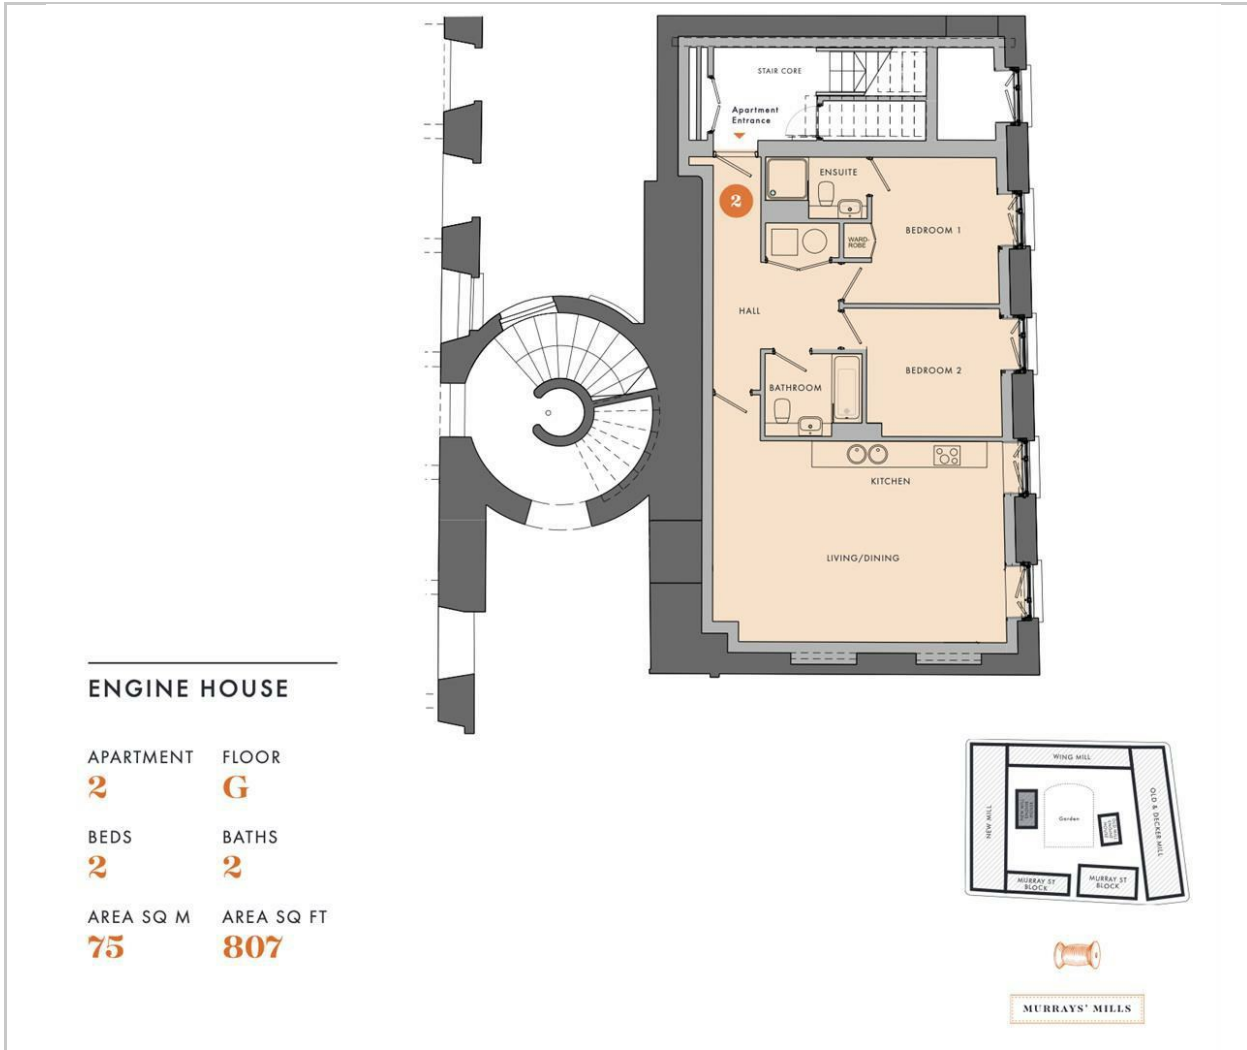 STAIR CORE
Apartment
Entrance
2
ENSUITE
BEDROOM 1
WARD-
ROBE
HALL
BEDROOM 2
BATHROOM
KITCHEN
LIVING/DINING
ENGINE HOUSE
APARTMENT FLOOR
2 G
BEDS BATHS
2 2
AREA SQ M AREA SQ FT
75 807
WING MILL
NEW MILL
Garden
OLD & DECKER MILL
MURRAY ST
BLOCK
MURRAY ST
BLOCK
MURRAYS' MILLS